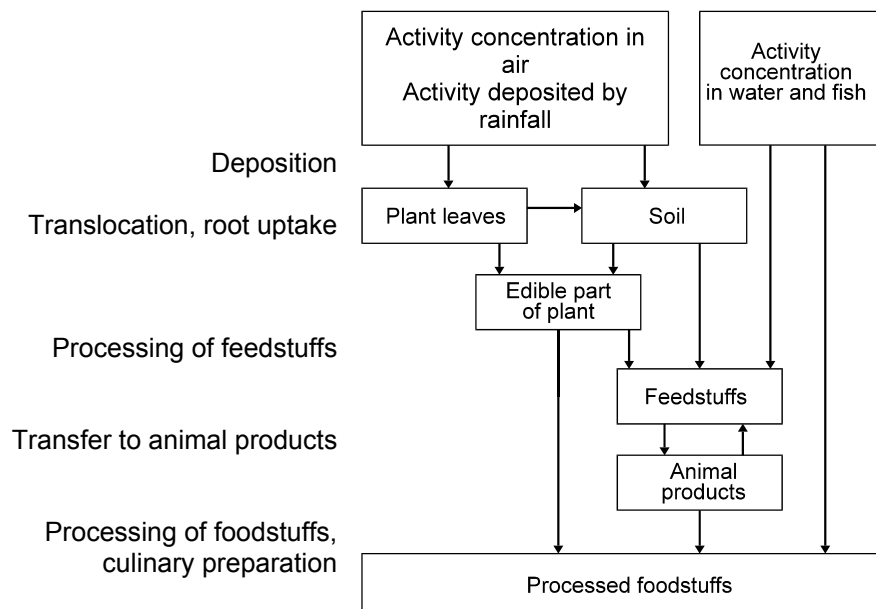 Activity concentration in
air
Activity deposited by
rainfall
Activity
concentration
in water and fish
Deposition
Plant leaves
Soil
Translocation, root uptake
Edible part
of plant
Processing of feedstuffs
Feedstuffs
Transfer to animal products
Animal
products
Processing of foodstuffs,
culinary preparation
Processed foodstuffs